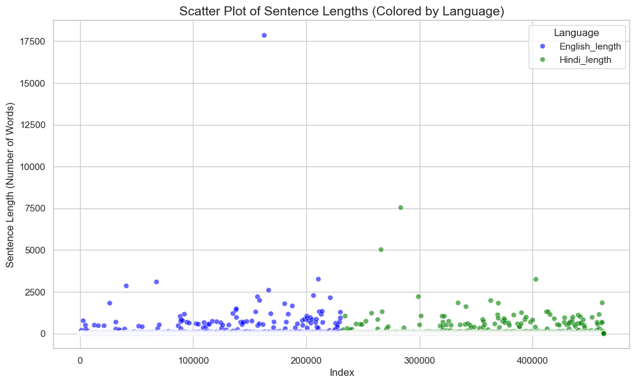 Scatter Plot of Sentence Lengths (Colored by Language)
Language
English_length
Hindi_length
Sentence Length (Number of Words)
17500
15000
12500
10000
7500
5000
2500
0
0 100000 200000 300000 400000
Index